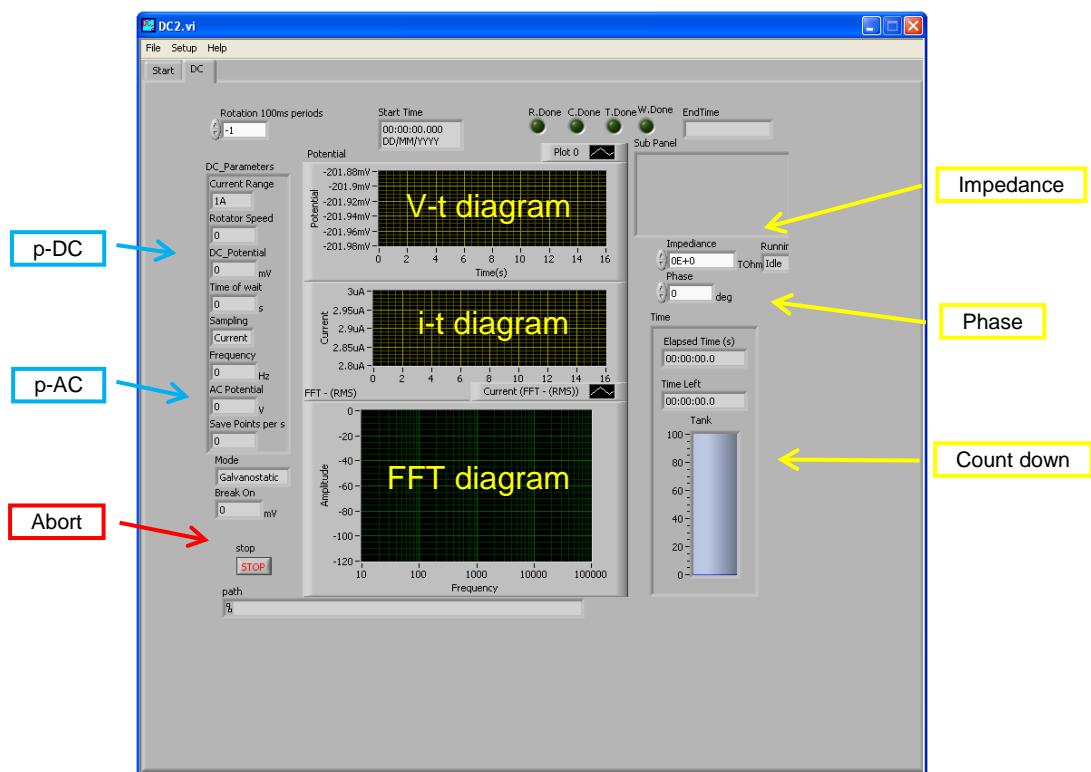 DC2.vi
File Setup Help
Start DC
Rotation 100ms periods
-1
Start Time
00:00:00.000
DD/MM/YYYY
R.Done C.Done T.Done W.Done
EndTime
DC_Parameters
Current Range
1A
Rotator Speed
0
DC_Potential
0 mV
Time of wait
0 s
Sampling
Current
Frequency
0 Hz
AC Potential
0 V
Save Points per s
0
Mode
Galvanostatic
Break On
0 mV
stop
STOP
path
Potential
Plot 0
Potential
-201.88mV
-201.9mV
-201.92mV
-201.94mV
-201.96mV
-201.98mV
V-t diagram
0 2 4 6 8 10 12 14 16
Time(s)
Current
3uA
2.95uA
2.9uA
2.85uA
2.8uA
i-t diagram
0 2 4 6 8 10 12 14 16
FFT - (RMS)
Current (FFT - (RMS))
Amplitude
0
-20
-40
-60
-80
-100
-120
FFT diagram
10 100 1000 10000 100000
Frequency
Sub Panel
Impedance
0E+0 TOhm
Runnir
Idle
Phase
0 deg
Time
Elapsed Time (s)
00:00:00.0
Time Left
00:00:00.0
Tank
100
80
60
40
20
0
p-DC
p-AC
Abort
Impedance
Phase
Count down